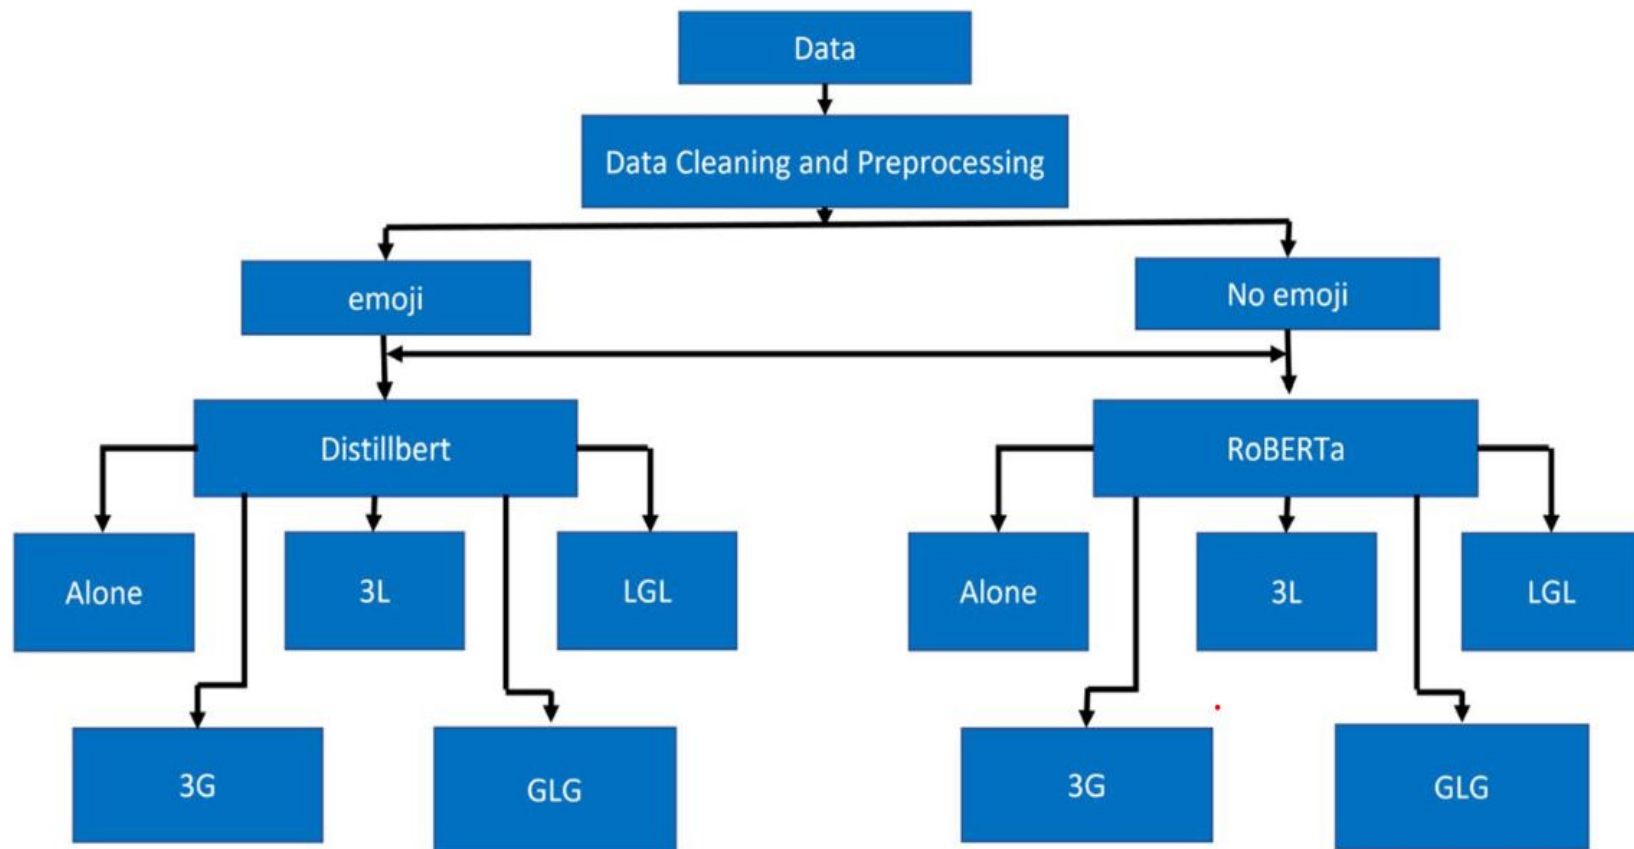 Data
Data Cleaning and Preprocessing
emoji
No emoji
Distillbert
RoBERTa
Alone
3L
LGL
Alone
3L
LGL
3G
GLG
3G
GLG